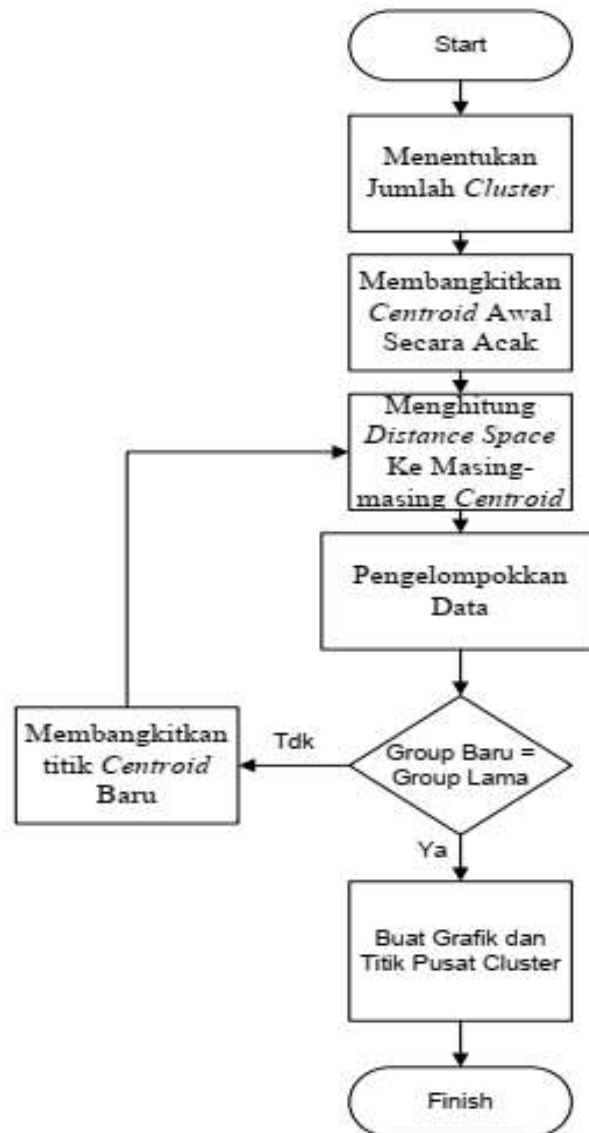 Start
Menentukan
Jumlah Cluster
Membangkitkan
Centroid Awal
Secara Acak
Menghitung
Distance Space
Ke Masing-
masing Centroid
Pengelompokkan
Data
Group Baru =
Group Lama
Tdk
Membangkitkan
titik Centroid
Baru
Ya
Buat Grafik dan
Titik Pusat Cluster
Finish